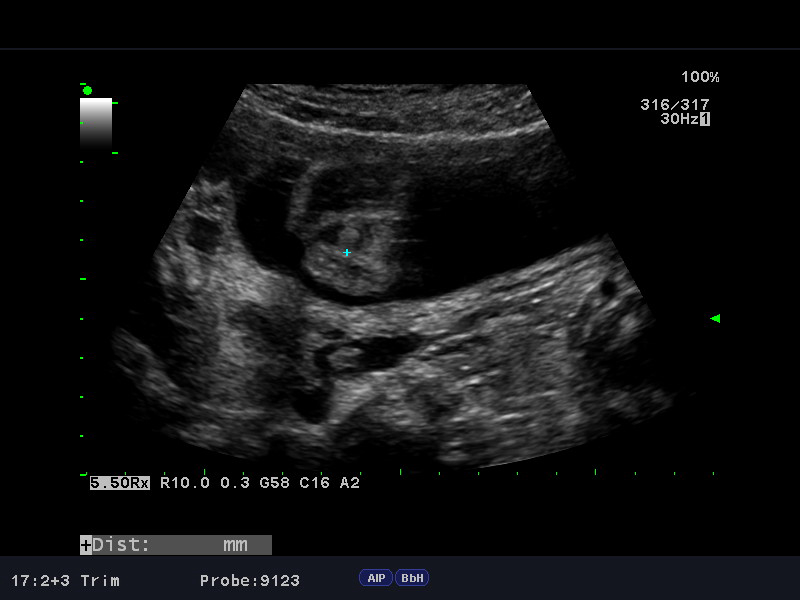 100%
316/317
30Hz1
5.50Rx R10.0 0.3 G58 C16 A2
+Dist: mm
17:2+3 Trim Probe:9123 AIP BbH